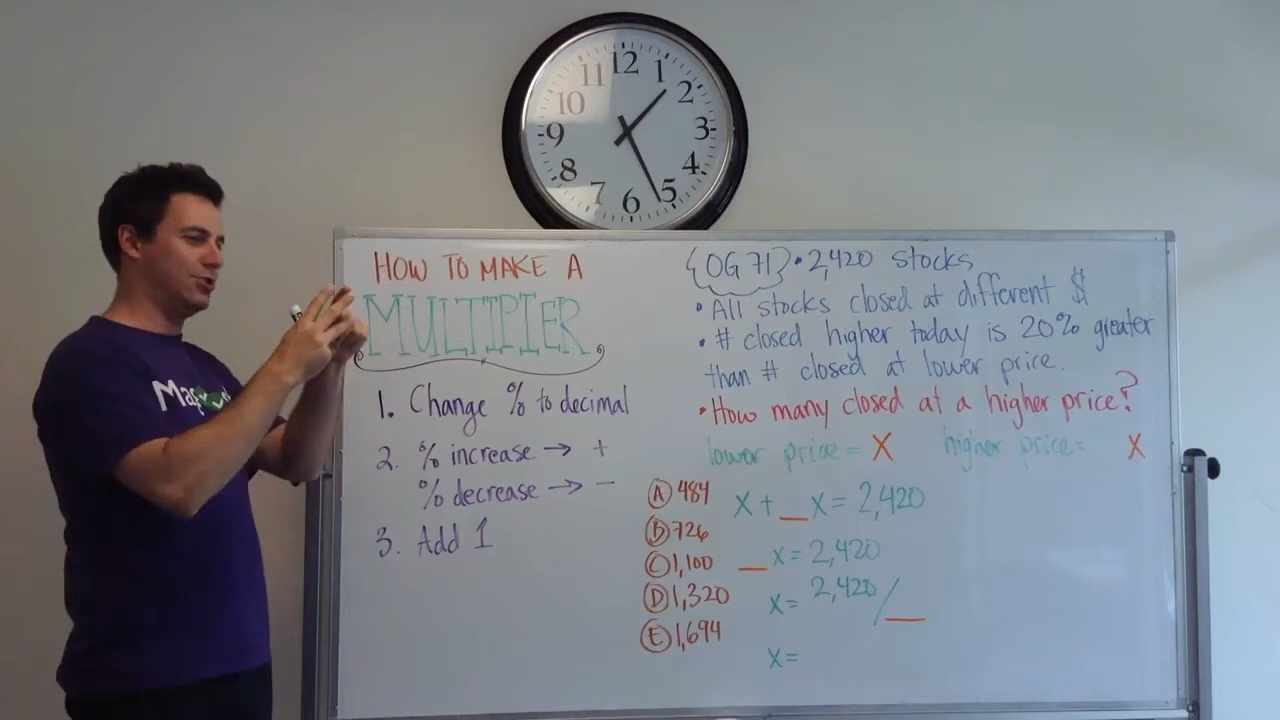 12
11 1
10 2
9 3
8 4
7 5
6
HOW TO MAKE A
MULTIPIER
1. Change % to decimal
2. % increase → +
% decrease → −
3. Add 1
{OG 71} • 2,420 stocks
• All stocks closed at different $
• # closed higher today is 20% greater
than # closed at lower price.
• How many closed at a higher price?
lower price = X higher price = X
(A) 484
(B) 726
(C) 1,100
(D) 1,320
(E) 1,694
X + __ X = 2,420
__ X = 2,420
X = 2,420 / __
X =